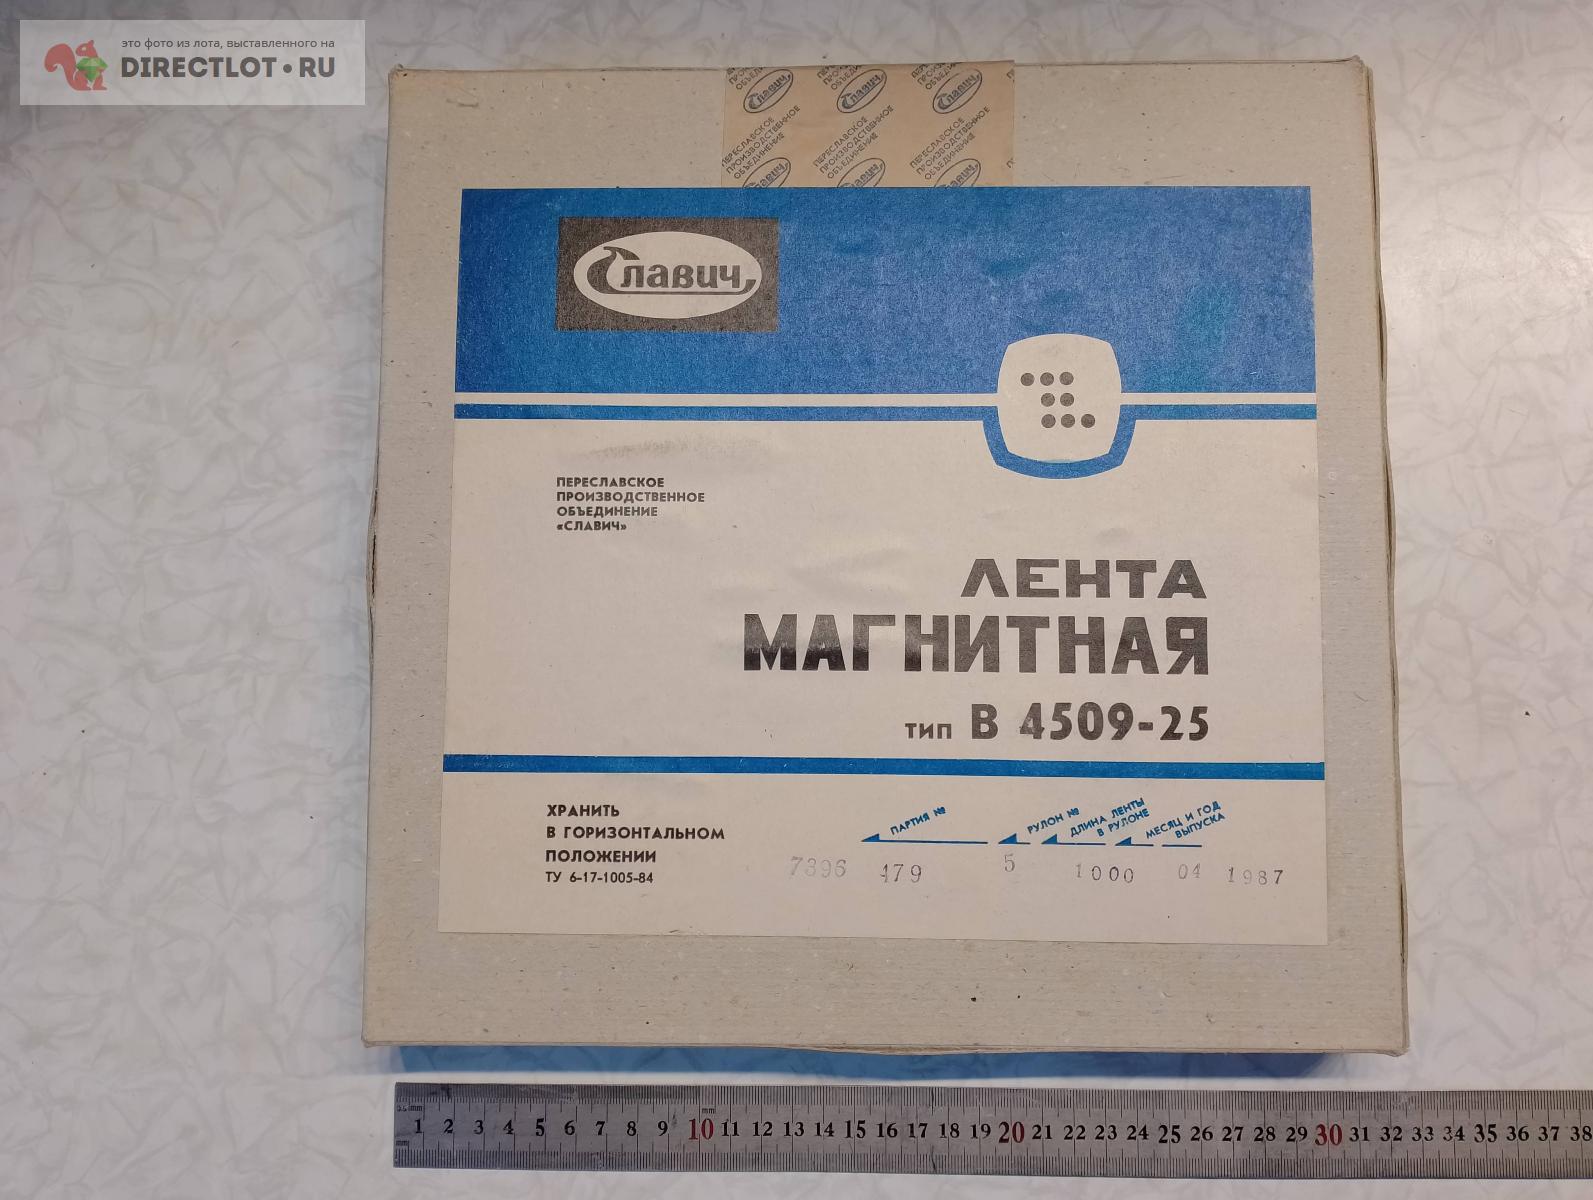 это фото из лота, выставленного на
DIRECTLOT•RU
ПЕРЕСЛАВСКОЕ
ПРОИЗВОДСТВЕННОЕ
ОБЪЕДИНЕНИЕ
Славич
ПЕРЕСЛАВСКОЕ
ПРОИЗВОДСТВЕННОЕ
ОБЪЕДИНЕНИЕ
«СЛАВИЧ»
ЛЕНТА
МАГНИТНАЯ
ТИП В 4509-25
ХРАНИТЬ
В ГОРИЗОНТАЛЬНОМ
ПОЛОЖЕНИИ
ТУ 6-17-1005-84
ПАРТИЯ №
РУЛОН №
ДЛИНА ЛЕНТЫ
В РУЛОНЕ
МЕСЯЦ И ГОД
ВЫПУСКА
7396 479 5 1000 04 1987
mm
1 2 3 4 5 6 7 8 9 10 11 12 13 14 15 16 17 18 19 20 21 22 23 24 25 26 27 28 29 30 31 32 33 34 35 36 37 38